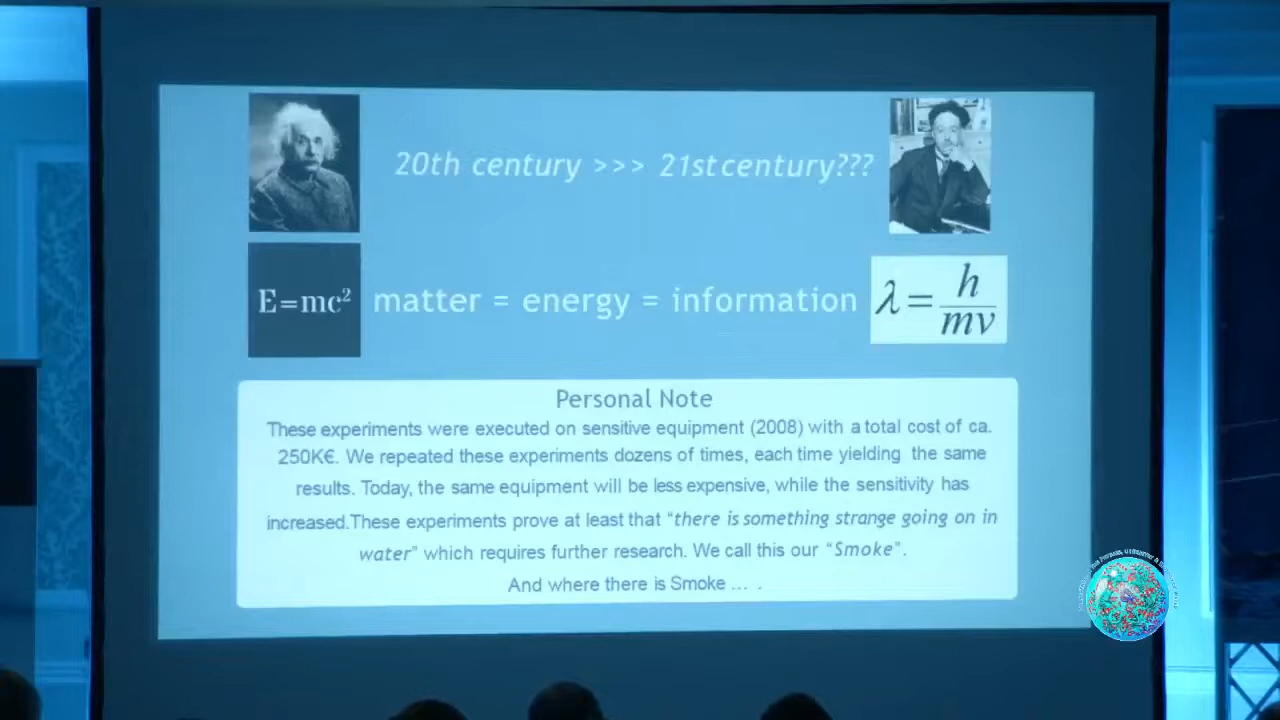 20th century >>> 21st century???
E=mc²
matter = energy = information
λ = h / mv
Personal Note
These experiments were executed on sensitive equipment (2008) with a total cost of ca.
250K€. We repeated these experiments dozens of times, each time yielding the same
results. Today, the same equipment will be less expensive, while the sensitivity has
increased.These experiments prove at least that “there is something strange going on in
water” which requires further research. We call this our “Smoke”.
And where there is Smoke ... .